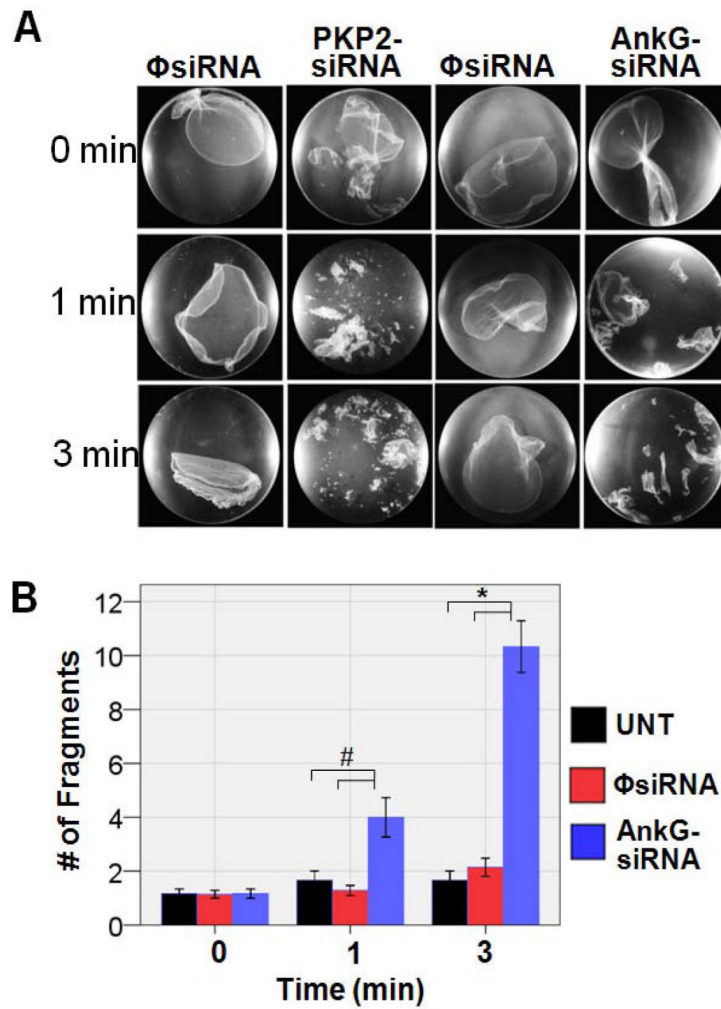 A
ΦsiRNA
PKP2-
siRNA
ΦsiRNA
AnkG-
siRNA
0 min
1 min
3 min
B
# of Fragments
12
10
8
6
4
2
0
#
*
0
1
3
Time (min)
UNT
ΦsiRNA
AnkG-
siRNA